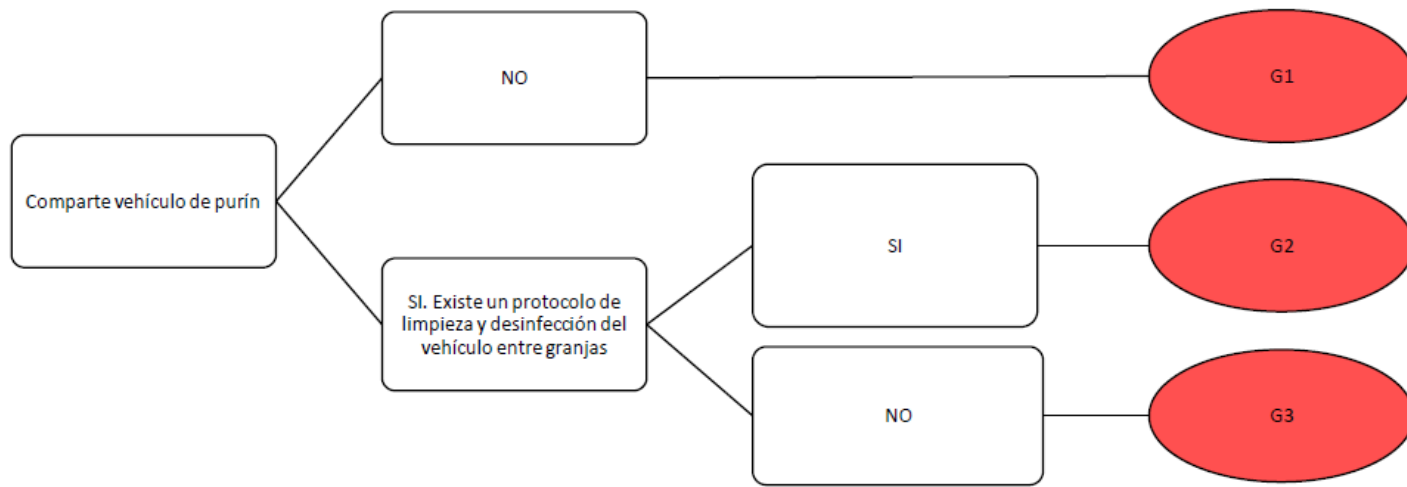 NO
G1
Comparte vehículo de purín
SI
G2
SI. Existe un protocolo de
limpieza y desinfección del
vehículo entre granjas
NO
G3